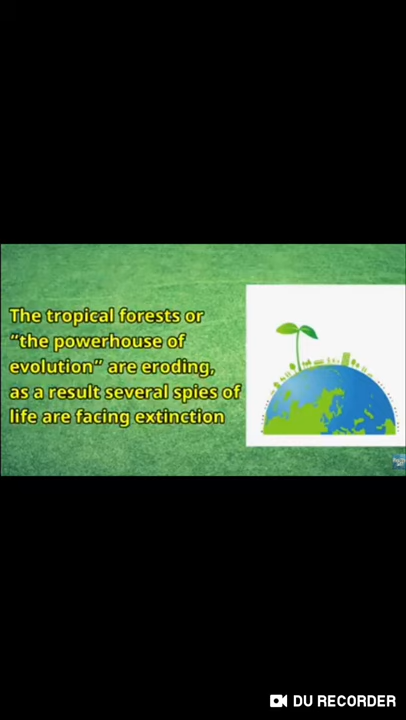 The tropical forests or
“the powerhouse of
evolution” are eroding,
as a result several spies of
life are facing extinction
DU RECORDER